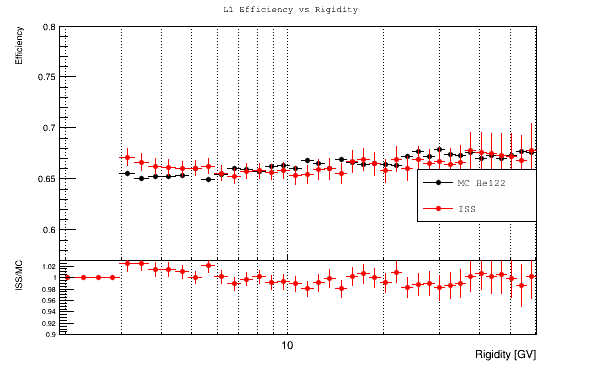 L1 Efficiency vs Rigidity
Efficiency
0.8
0.75
0.7
0.65
0.6
MC He122
ISS
ISS/MC
1.02
1
0.98
0.96
0.94
0.92
0.9
10
Rigidity [GV]